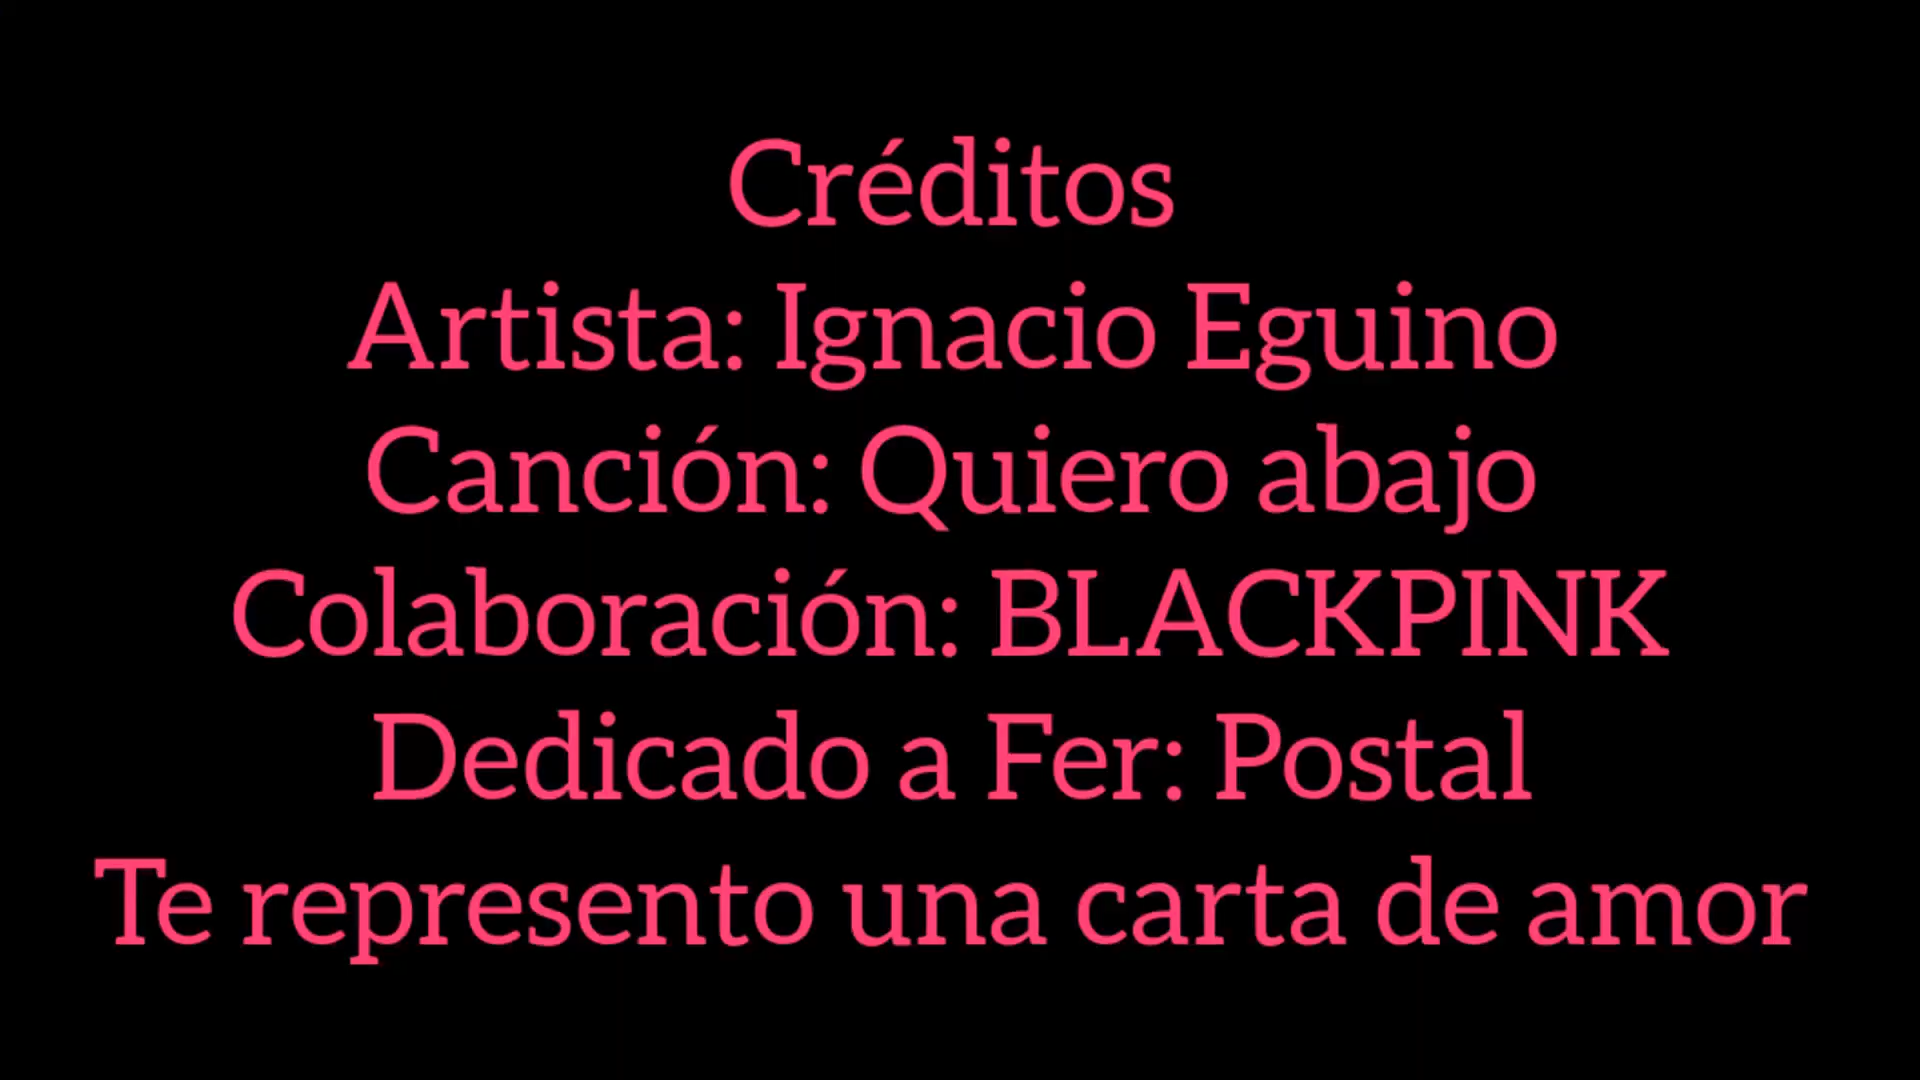 Créditos
Artista: Ignacio Eguino
Canción: Quiero abajo
Colaboración: BLACKPINK
Dedicado a Fer: Postal
Te represento una carta de amor